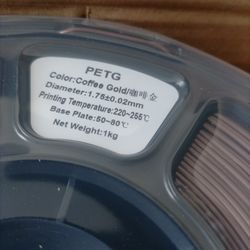 PETG
Color:Coffee Gold/咖啡金
Diameter:1.75±0.02mm
Printing Temperature:220~255℃
Base Plate:50~80℃
Net Weight:1kg